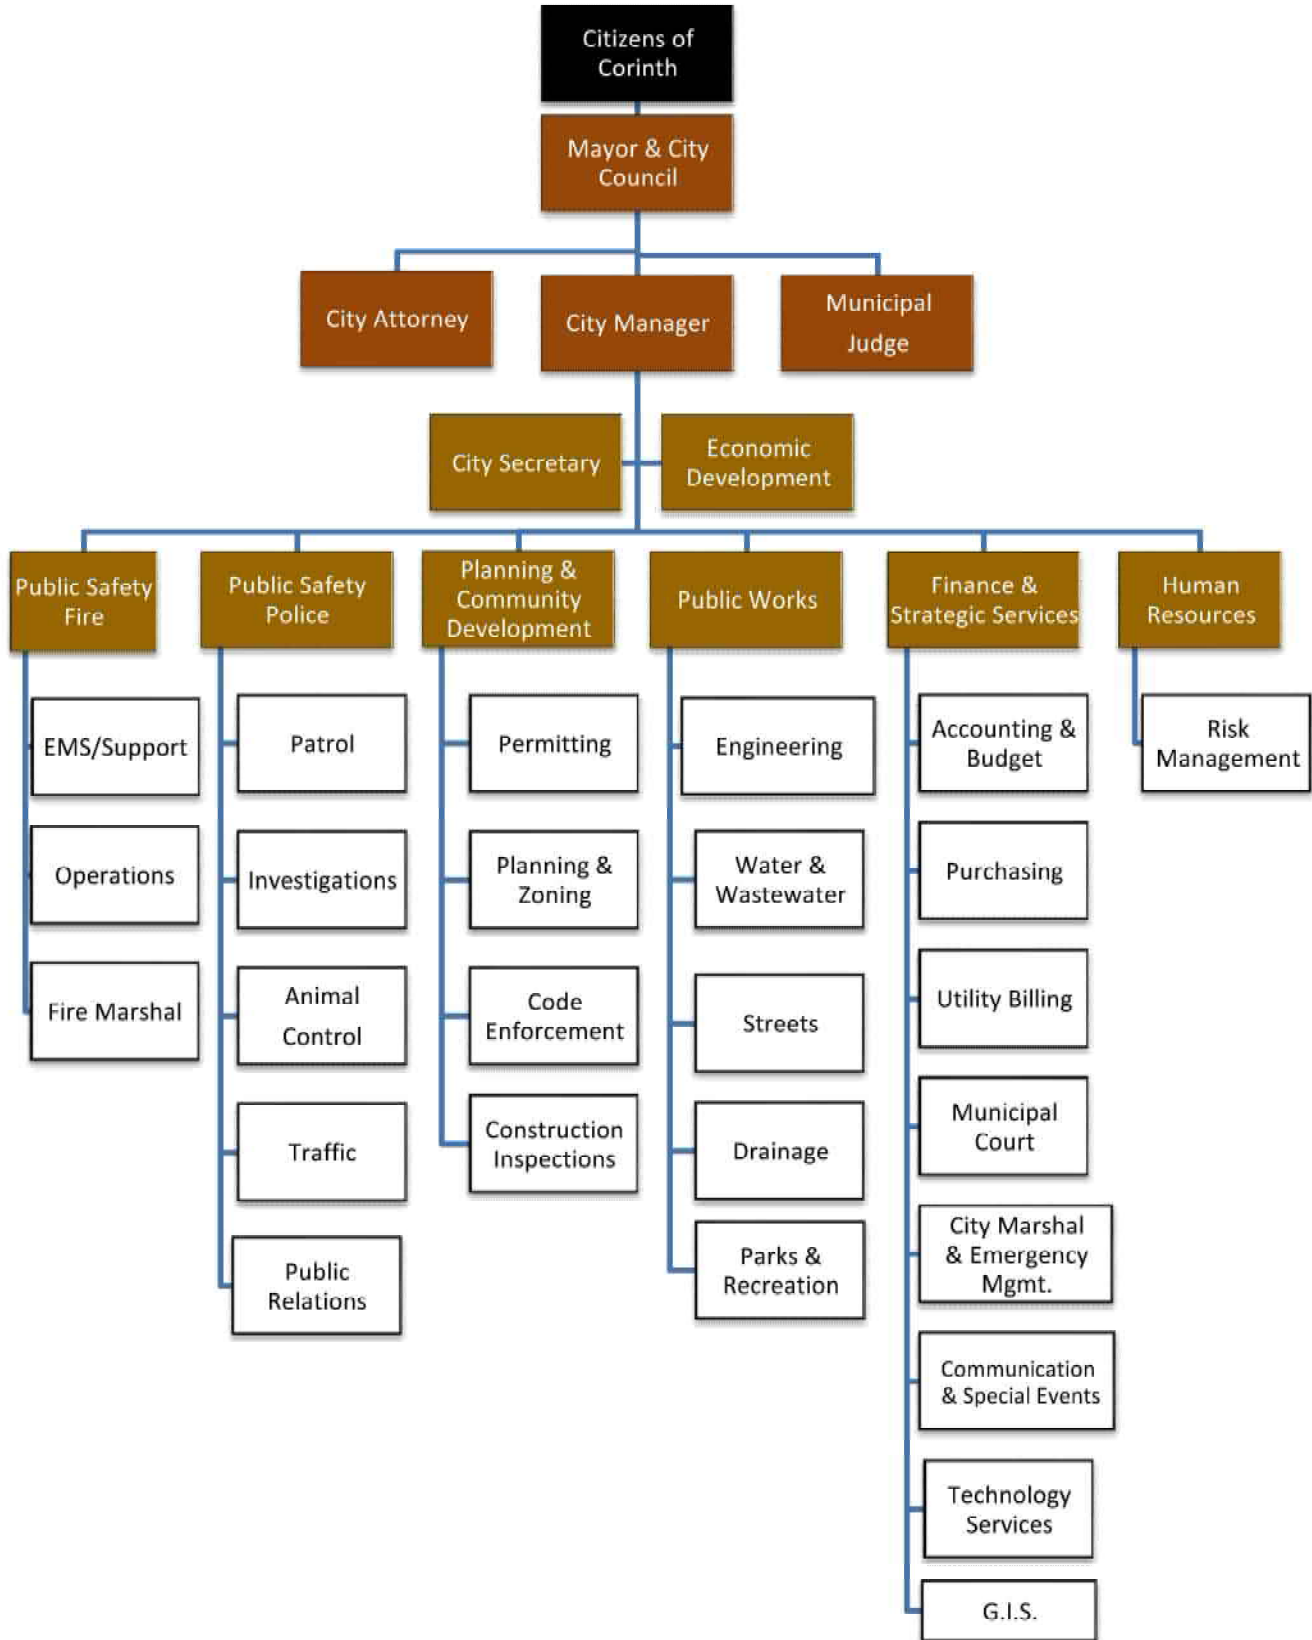 Citizens of
Corinth
Mayor & City
Council
City Attorney
City Manager
Municipal
Judge
City Secretary
Economic
Development
Public Safety
Fire
Public Safety
Police
Planning &
Community
Development
Public Works
Finance &
Strategic Services
Human
Resources
EMS/Support
Operations
Fire Marshal
Patrol
Investigations
Animal
Control
Traffic
Public
Relations
Permitting
Planning &
Zoning
Code
Enforcement
Construction
Inspections
Engineering
Water &
Wastewater
Streets
Drainage
Parks &
Recreation
Accounting &
Budget
Purchasing
Utility Billing
Municipal
Court
City Marshal
& Emergency
Mgmt.
Communication
& Special Events
Technology
Services
G.I.S.
Risk
Management